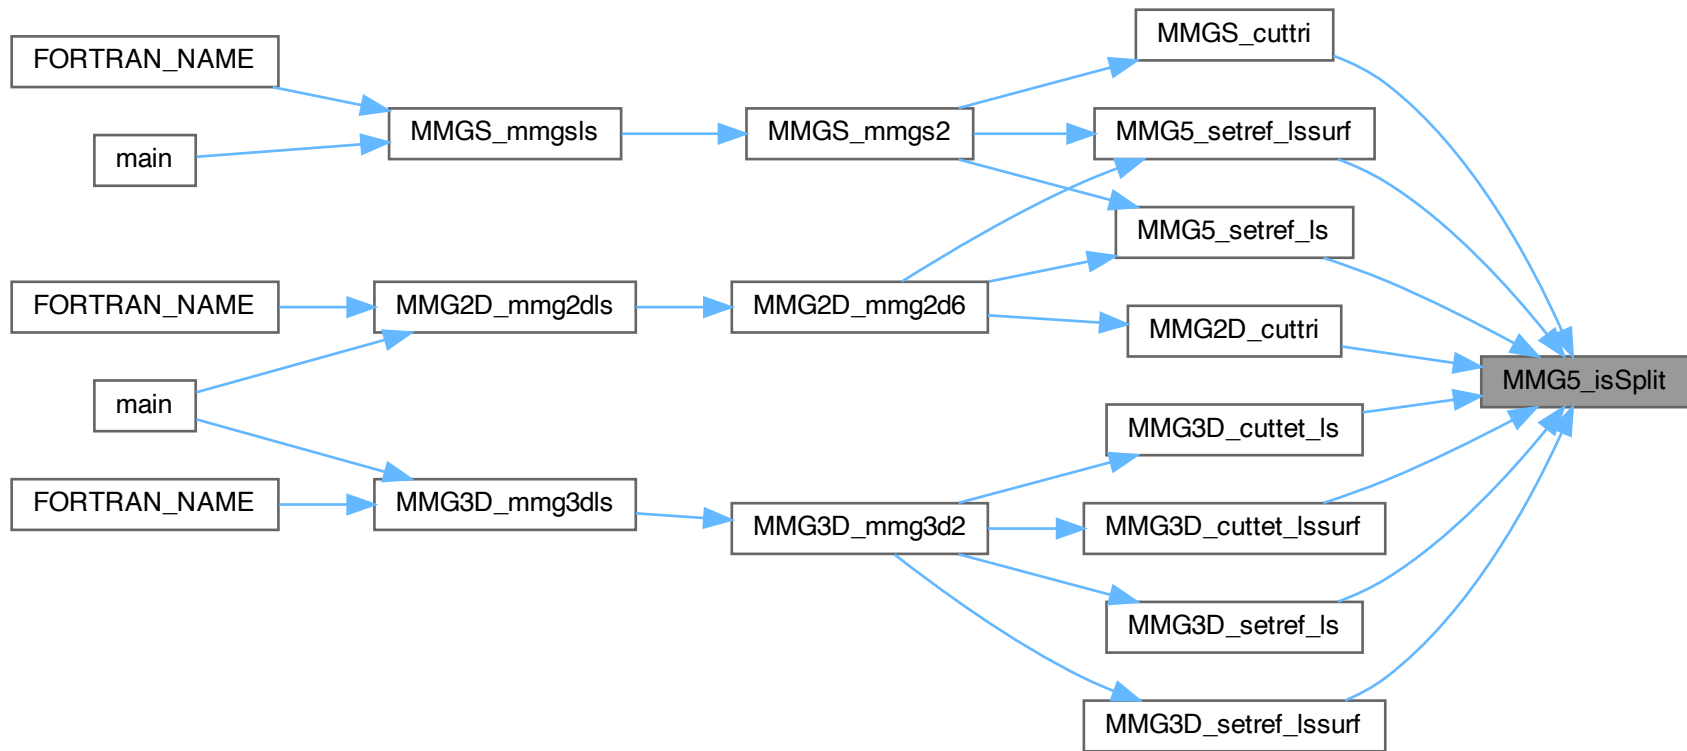 MMGS_cuttri
FORTRAN_NAME
MMGS_mmgsls
MMGS_mmgs2
MMG5_setref_lssurf
main
MMG5_setref_ls
FORTRAN_NAME
MMG2D_mmg2dls
MMG2D_mmg2d6
MMG2D_cuttri
MMG5_isSplit
main
MMG3D_cuttet_ls
FORTRAN_NAME
MMG3D_mmg3dls
MMG3D_mmg3d2
MMG3D_cuttet_lssurf
MMG3D_setref_ls
MMG3D_setref_lssurf